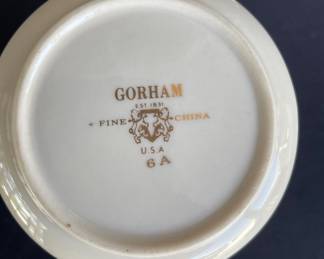 GORHAM
EST 1831
FINE CHINA
U.S.A
6A